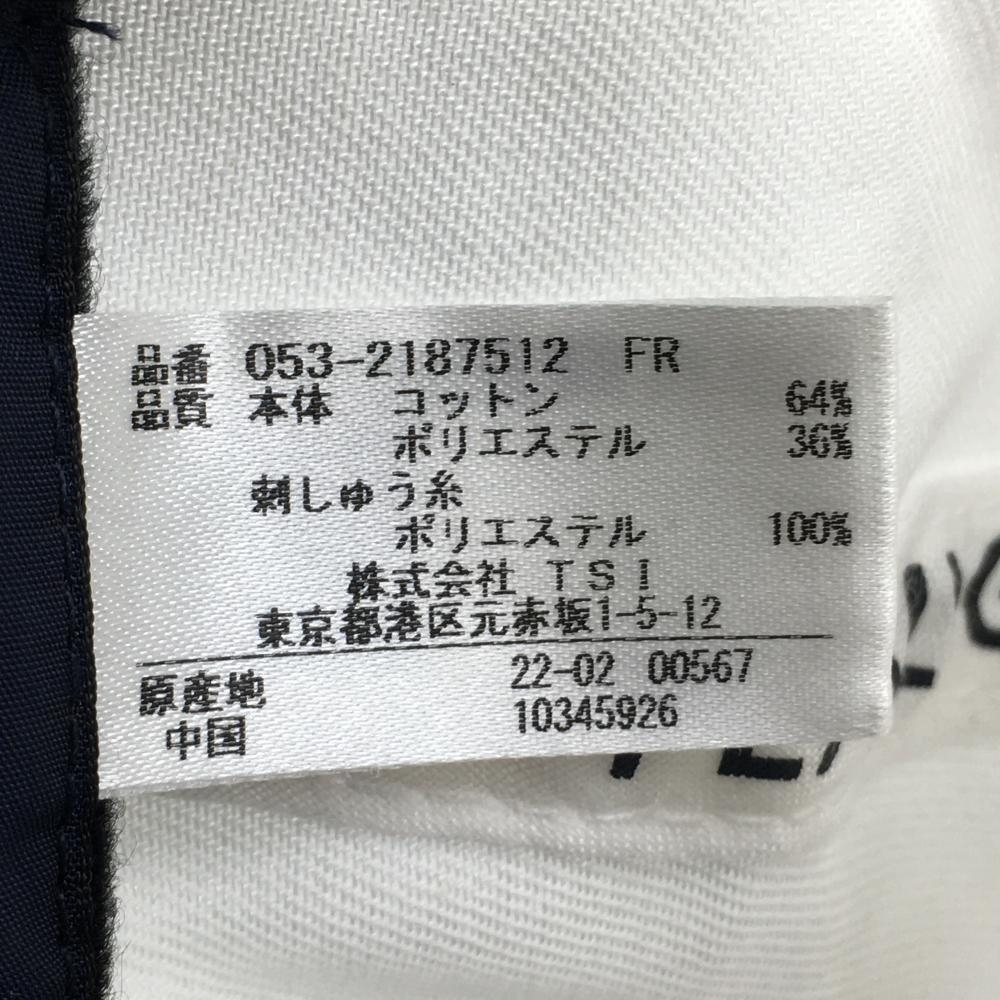 品番 053-2187512 FR
品質 本体 コットン 64%
ポリエステル 36%
刺しゅう糸
ポリエステル 100%
株式会社 TSI
東京都港区元赤坂1-5-12
原産地 22-02 00567
中国 10345926